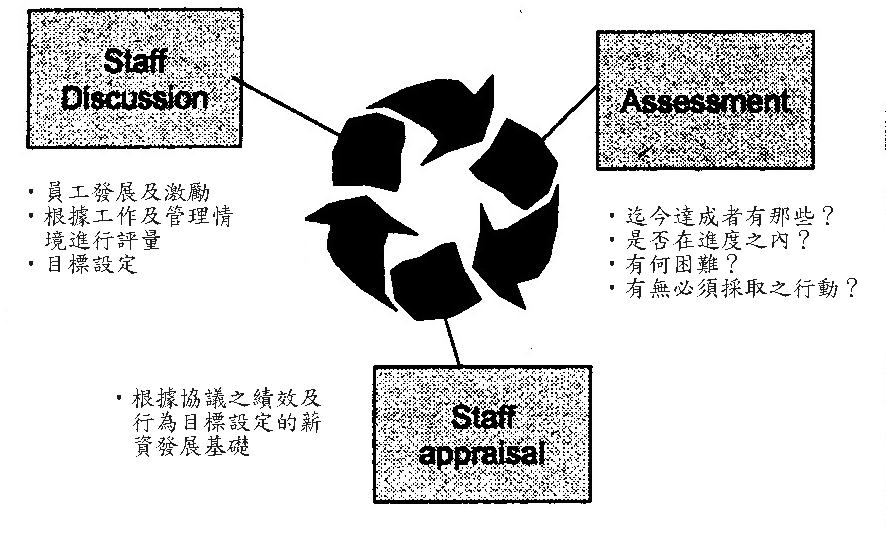 Staff
Discussion
Assessment
・員工發展及激勵
・根據工作及管理情
境進行評量
・目標設定
・迄今達成者有那些？
・是否在進度之內？
・有何困難？
・有無必須採取之行動？
・根據協議之績效及
行為目標設定的薪
資發展基礎
Staff
appraisal